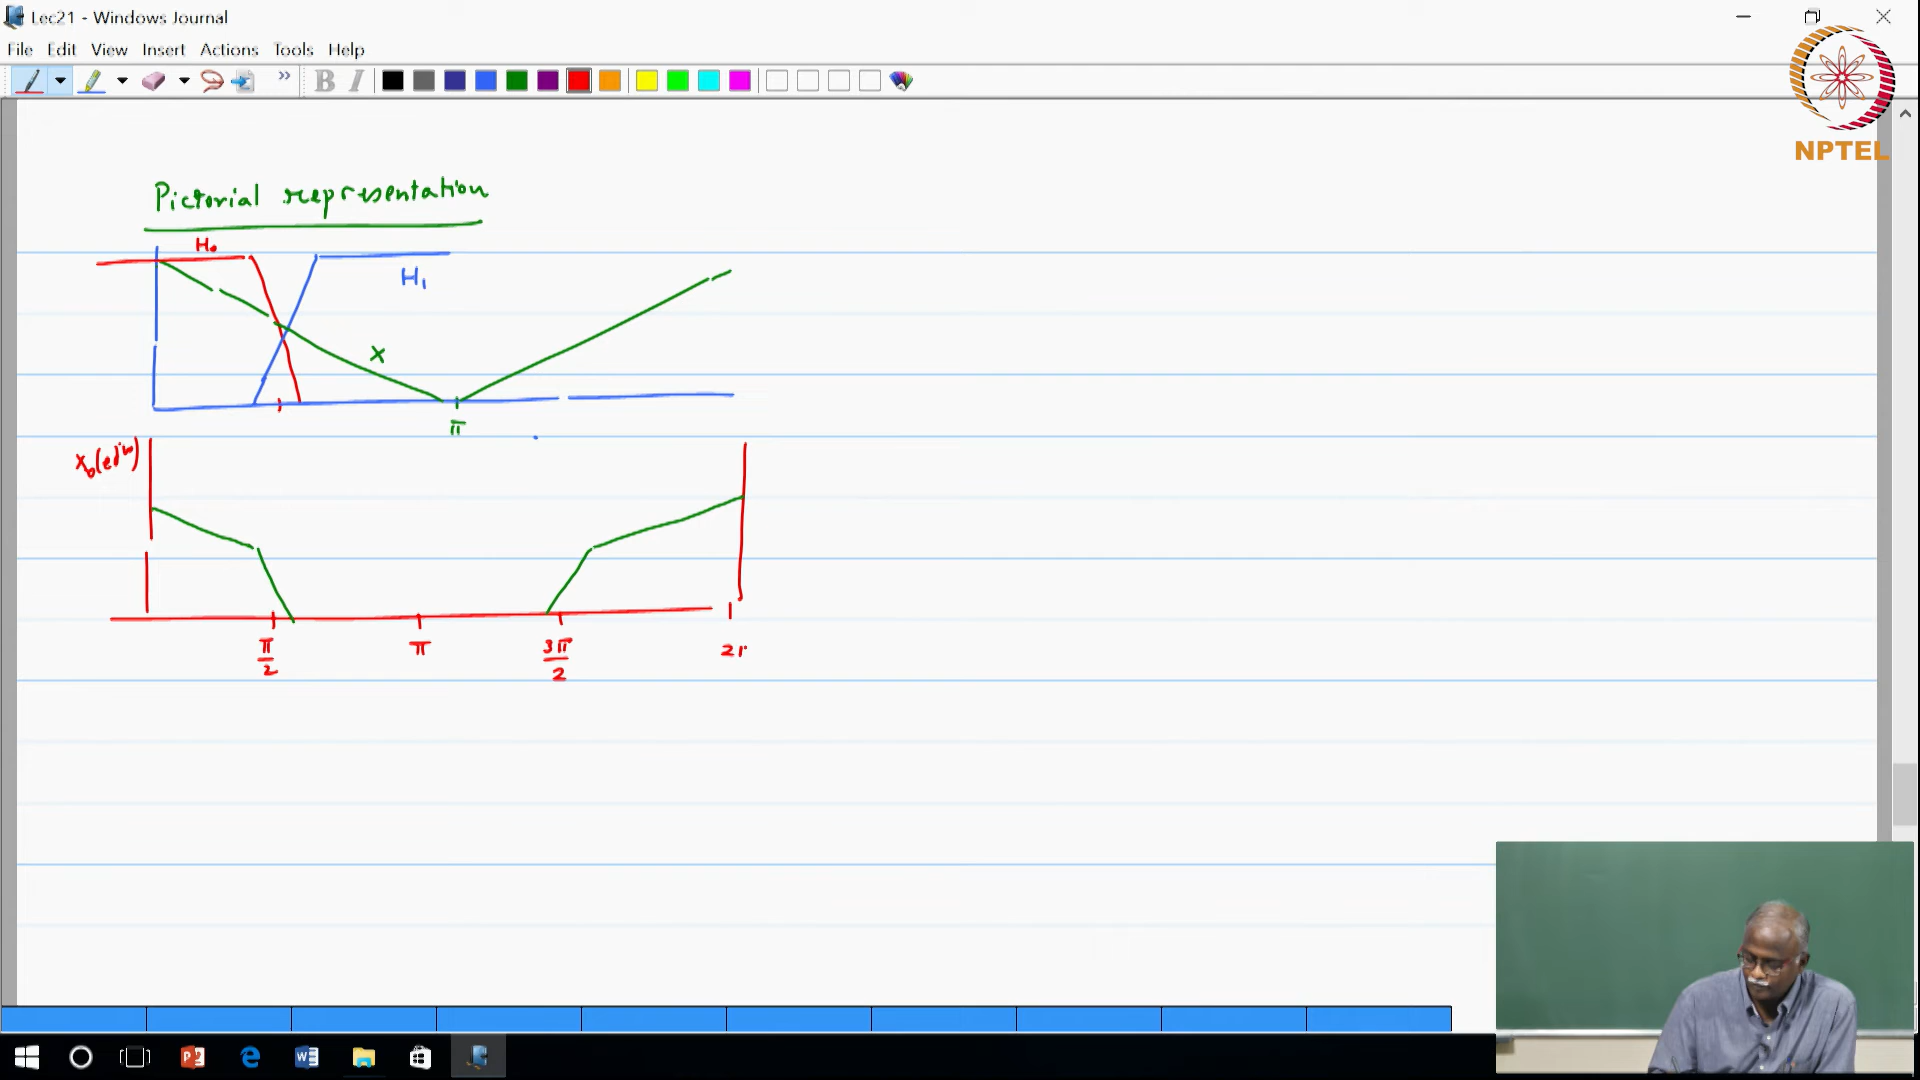 Lec21 - Windows Journal
File Edit View Insert Actions Tools Help
B I
NPTEL
Pictorial representation
H₀
H₁
X
π
X₀(e^jω)
π/2 π 3π/2 2π